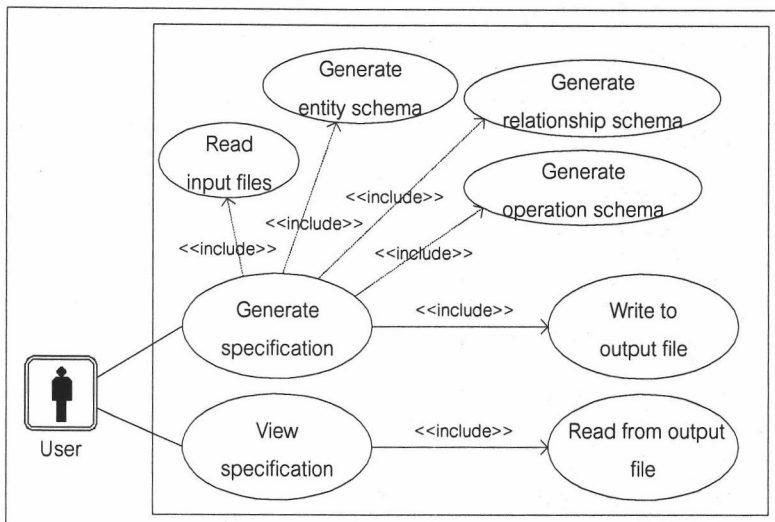 Generate
entity schema
Generate
relationship schema
Read
input files
Generate
operation schema
<<include>>
<<include>>
<<include>>
<<include>>
Generate
specification
<<include>>
Write to
output file
User
View
specification
<<include>>
Read from output
file